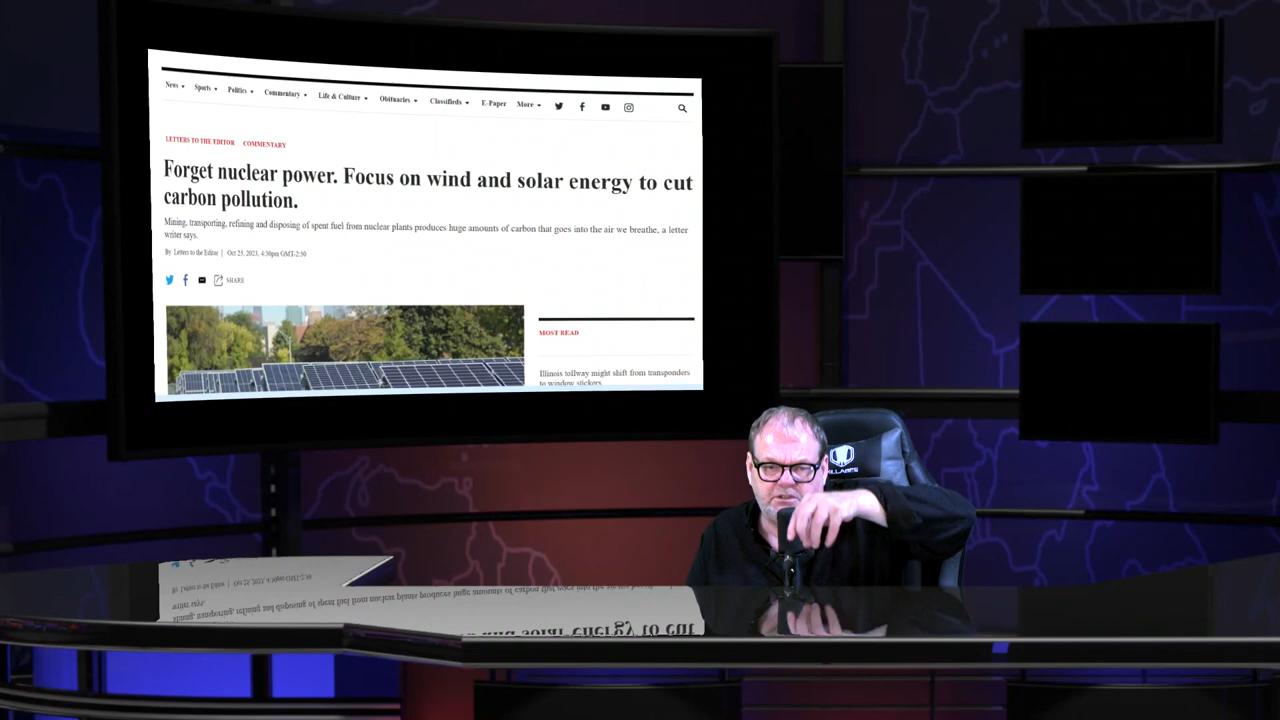 News Sports Politics Commentary Life & Culture Obituaries Classifieds E-Paper More
LETTERS TO THE EDITOR COMMENTARY
Forget nuclear power. Focus on wind and solar energy to cut
carbon pollution.
Mining, transporting, refining and disposing of spent fuel from nuclear plants produces huge amounts of carbon that goes into the air we breathe, a letter
writer says.
By Letters to the Editor | Oct 25, 2023, 4:30pm GMT-2:30
SHARE
MOST READ
Illinois tollway might shift from transponders
to window stickers